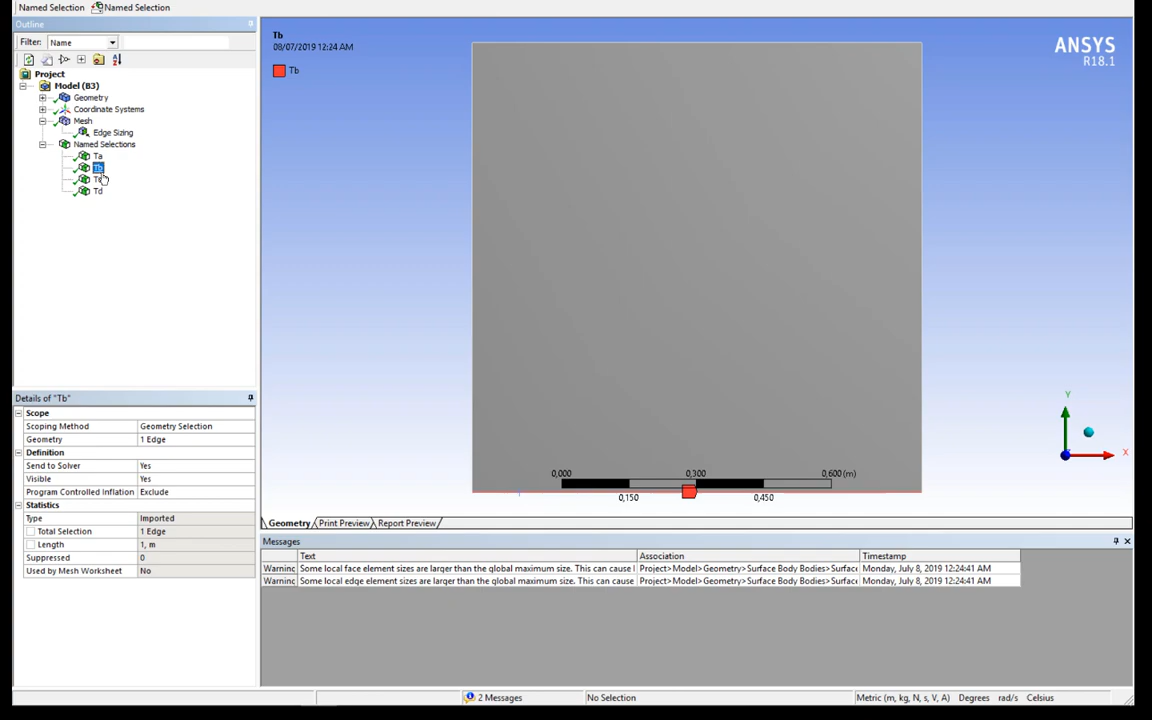 Named Selection Named Selection
Outline
Filter: Name
Project
Model (B3)
Geometry
Coordinate Systems
Mesh
Edge Sizing
Named Selections
Ta
Tb
Td
Details of "Tb"
Scope
Scoping Method Geometry Selection
Geometry 1 Edge
Definition
Send to Solver Yes
Visible Yes
Program Controlled Inflation Exclude
Statistics
Type Imported
Total Selection 1 Edge
Length 1, m
Suppressed 0
Used by Mesh Worksheet No
Tb
08/07/2019 12:24 AM
Tb
ANSYS
R18.1
Y
X
0,000 0,300 0,600 (m)
0,150 0,450
Geometry Print Preview Report Preview
Messages
Text Association Timestamp
Warninc Some local face element sizes are larger than the global maximum size. This can cause l Project>Model>Geometry>Surface Body Bodies>Surface Monday, July 8, 2019 12:24:41 AM
Warninc Some local edge element sizes are larger than the global maximum size. This can cause Project>Model>Geometry>Surface Body Bodies>Surface Monday, July 8, 2019 12:24:41 AM
2 Messages No Selection Metric (m, kg, N, s, V, A) Degrees rad/s Celsius